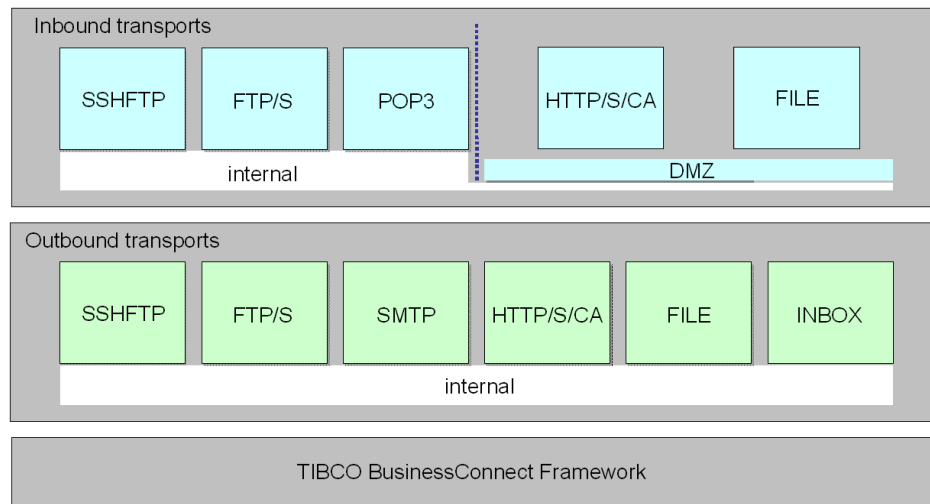 Inbound transports
SSHFTP
FTP/S
POP3
HTTP/S/CA
FILE
internal
DMZ
Outbound transports
SSHFTP
FTP/S
SMTP
HTTP/S/CA
FILE
INBOX
internal
TIBCO BusinessConnect Framework